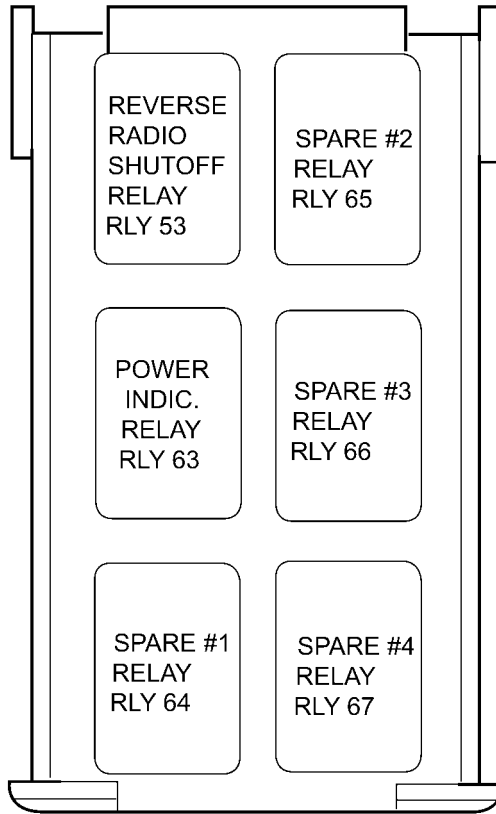 REVERSE
RADIO
SHUTOFF
RELAY
RLY 53
SPARE #2
RELAY
RLY 65
POWER
INDIC.
RELAY
RLY 63
SPARE #3
RELAY
RLY 66
SPARE #1
RELAY
RLY 64
SPARE #4
RELAY
RLY 67